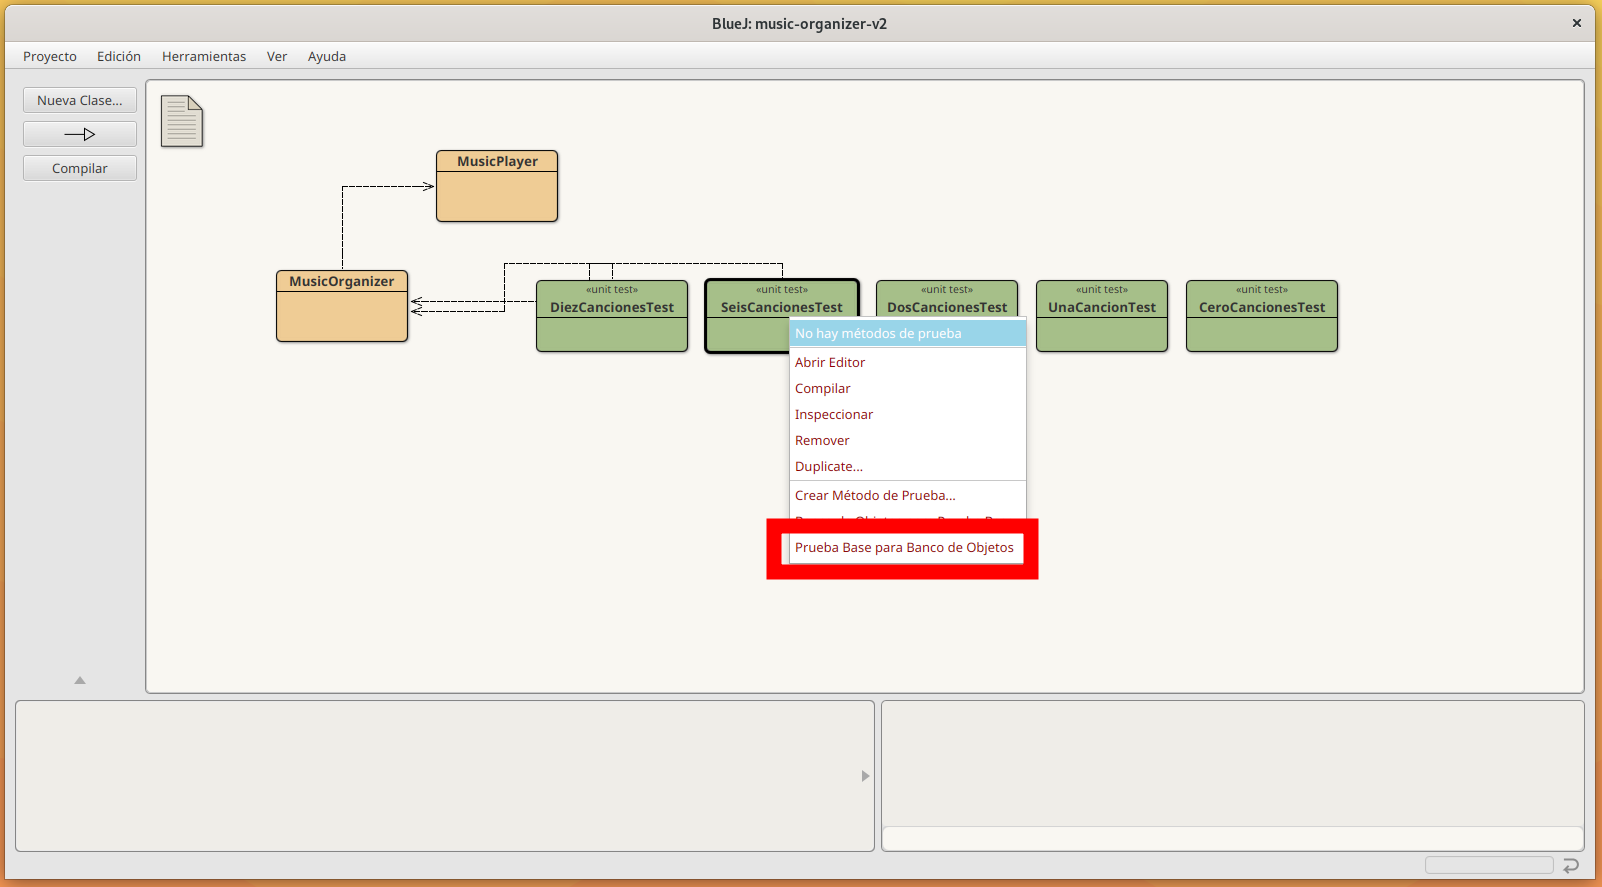 BlueJ: music-organizer-v2
Proyecto Edición Herramientas Ver Ayuda
Nueva Clase...
Compilar
MusicPlayer
MusicOrganizer
«unit test»
DiezCancionesTest
«unit test»
SeisCancionesTest
«unit test»
DosCancionesTest
«unit test»
UnaCancionTest
«unit test»
CeroCancionesTest
No hay métodos de prueba
Abrir Editor
Compilar
Inspeccionar
Remover
Duplicate...
Crear Método de Prueba...
Prueba Base para Banco de Objetos